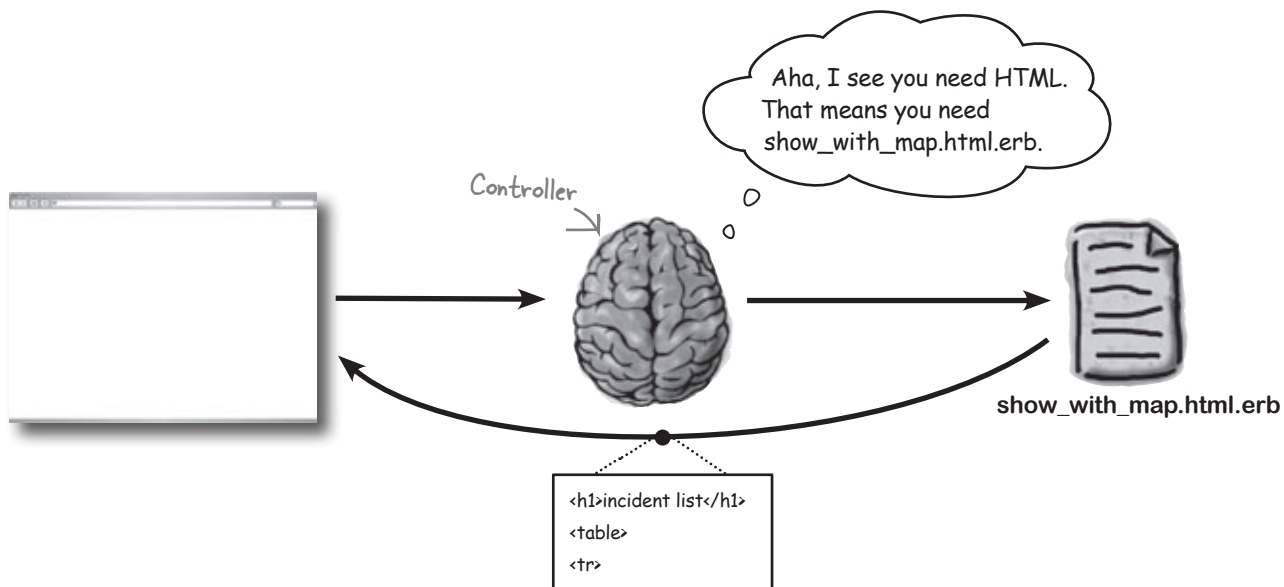 Aha, I see you need HTML.
That means you need
show_with_map.html.erb.
Controller
show_with_map.html.erb
<h1>incident list</h1>
<table>
<tr>